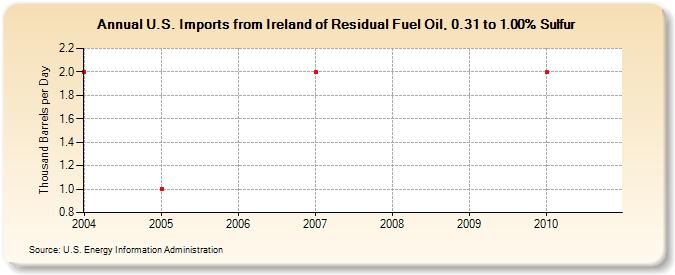 Annual U.S. Imports from Ireland of Residual Fuel Oil, 0.31 to 1.00% Sulfur
Thousand Barrels per Day
2.2
2.0
1.8
1.6
1.4
1.2
1.0
0.8
2004 2005 2006 2007 2008 2009 2010
Source: U.S. Energy Information Administration